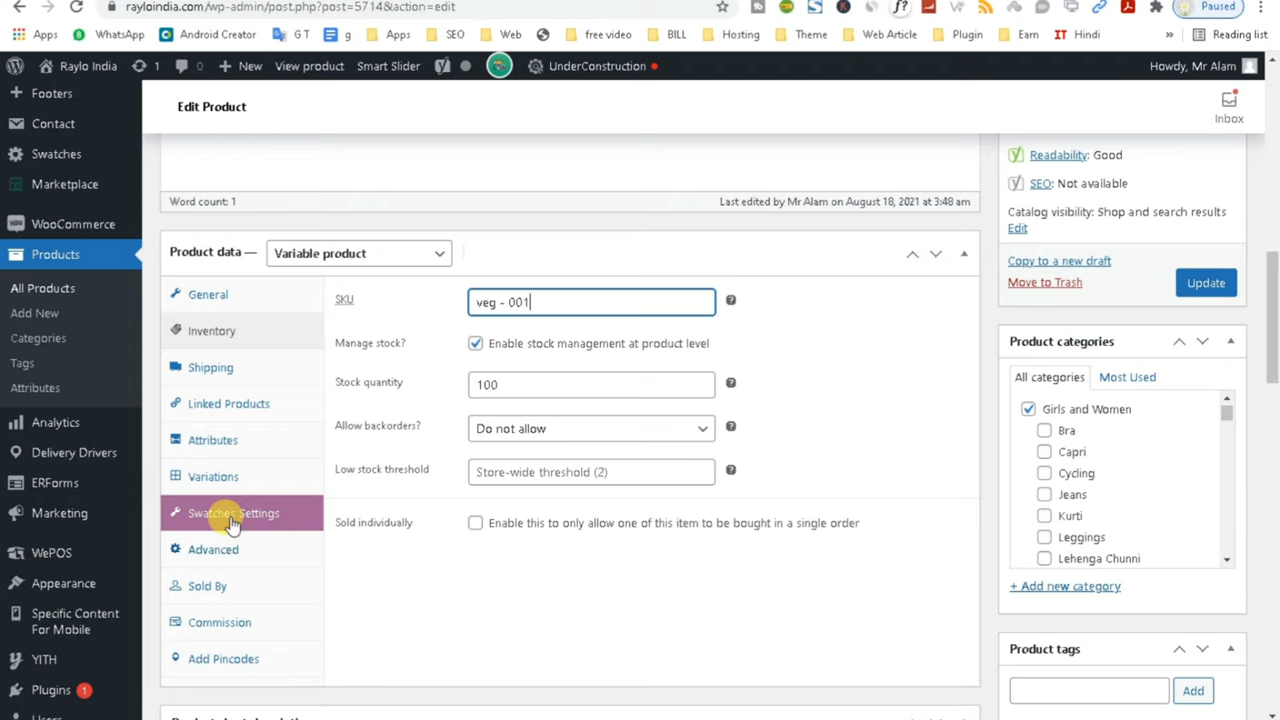 rayloindia.com/wp-admin/post.php?post=5714&action=edit
Paused
Apps
WhatsApp
Android Creator
G T
g
Apps
SEO
Web
free video
BILL
Hosting
Theme
Web Article
Plugin
Earn
IT Hindi
»
Reading list
Raylo India
1
0
New
View product
Smart Slider
UnderConstruction
Howdy, Mr Alam
Footers
Contact
Swatches
Marketplace
WooCommerce
Products
All Products
Add New
Categories
Tags
Attributes
Analytics
Delivery Drivers
ERForms
Marketing
WePOS
Appearance
Specific Content
For Mobile
YITH
Plugins 1
Edit Product
Inbox
Word count: 1
Last edited by Mr Alam on August 18, 2021 at 3:48 am
Product data —
Variable product
General
Inventory
Shipping
Linked Products
Attributes
Variations
Swatches Settings
Advanced
Sold By
Commission
Add Pincodes
SKU
veg - 001
Manage stock?
Enable stock management at product level
Stock quantity
100
Allow backorders?
Do not allow
Low stock threshold
Store-wide threshold (2)
Sold individually
Enable this to only allow one of this item to be bought in a single order
Readability: Good
SEO: Not available
Catalog visibility: Shop and search results
Edit
Copy to a new draft
Move to Trash
Update
Product categories
All categories
Most Used
Girls and Women
Bra
Capri
Cycling
Jeans
Kurti
Leggings
Lehenga Chunni
+ Add new category
Product tags
Add